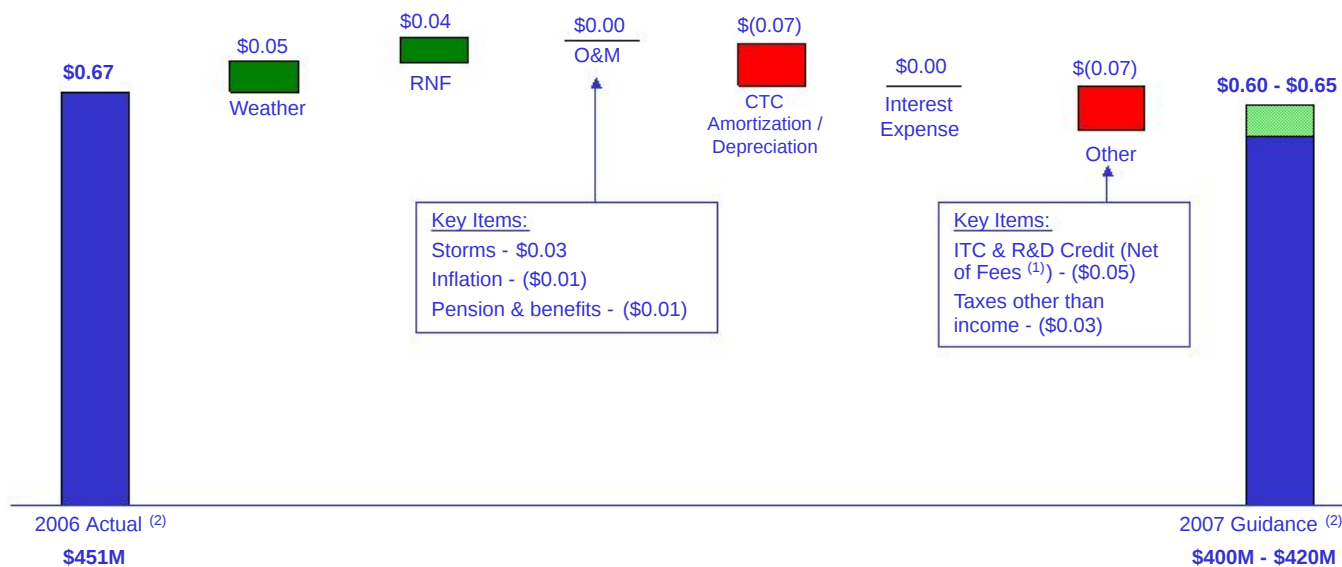 $0.67
$0.05
Weather
$0.04
RNF
$0.00
O&M
$(0.07)
CTC
Amortization /
Depreciation
$0.00
Interest
Expense
$(0.07)
Other
$0.60 - $0.65
Key Items:
Storms - $0.03
Inflation - ($0.01)
Pension & benefits - ($0.01)
Key Items:
ITC & R&D Credit (Net
of Fees (1)) - ($0.05)
Taxes other than
income - ($0.03)
2006 Actual (2)
$451M
2007 Guidance (2)
$400M - $420M